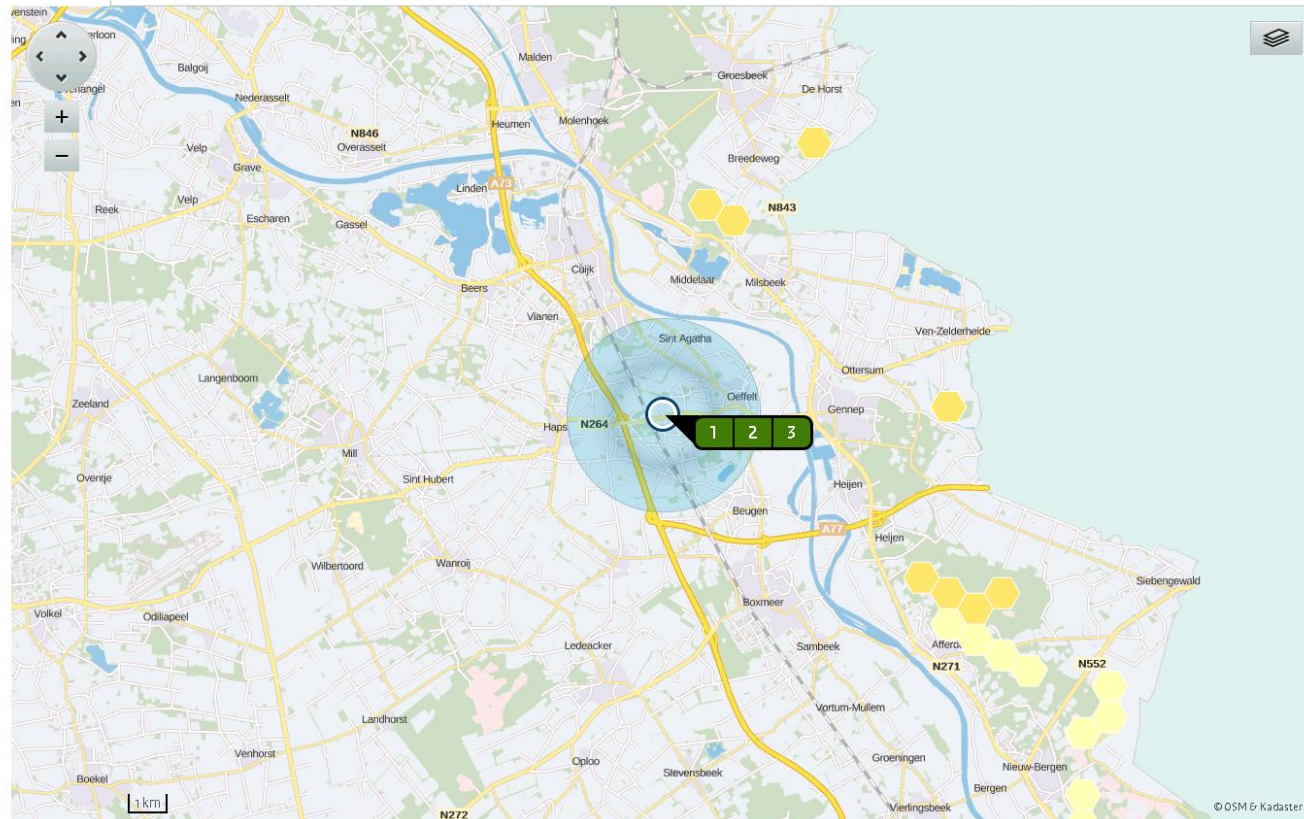 Balgoij
Malden
Groesbeek
De Horst
Nederasselt
Heumen
Molenhoek
N846
Overasselt
Velp
Breedeweg
Grave
Linden
A73
Velp
Reek
Escharen
Gassel
N843
Cuijk
Middelaar
Milsbeek
Beers
Vianen
Sint Agatha
Ven-Zelderheide
Langenboom
Ottersum
Zeeland
Oeffelt
Gennep
Haps
N264
1 2 3
Mill
Oventje
Sint Hubert
Heijen
Beugen
A77
Heijen
Wilbertoord
Wanroij
Siebengewald
Volkel
Odiliapeel
Boxmeer
Ledeacker
Sambeek
N271
N552
Landhorst
Vortum-Mullem
Venhorst
Oploo
Groeningen
Stevensbeek
Nieuw-Bergen
Boekel
Bergen
1 km
Vierlingsbeek
N272
© OSM & Kadaster